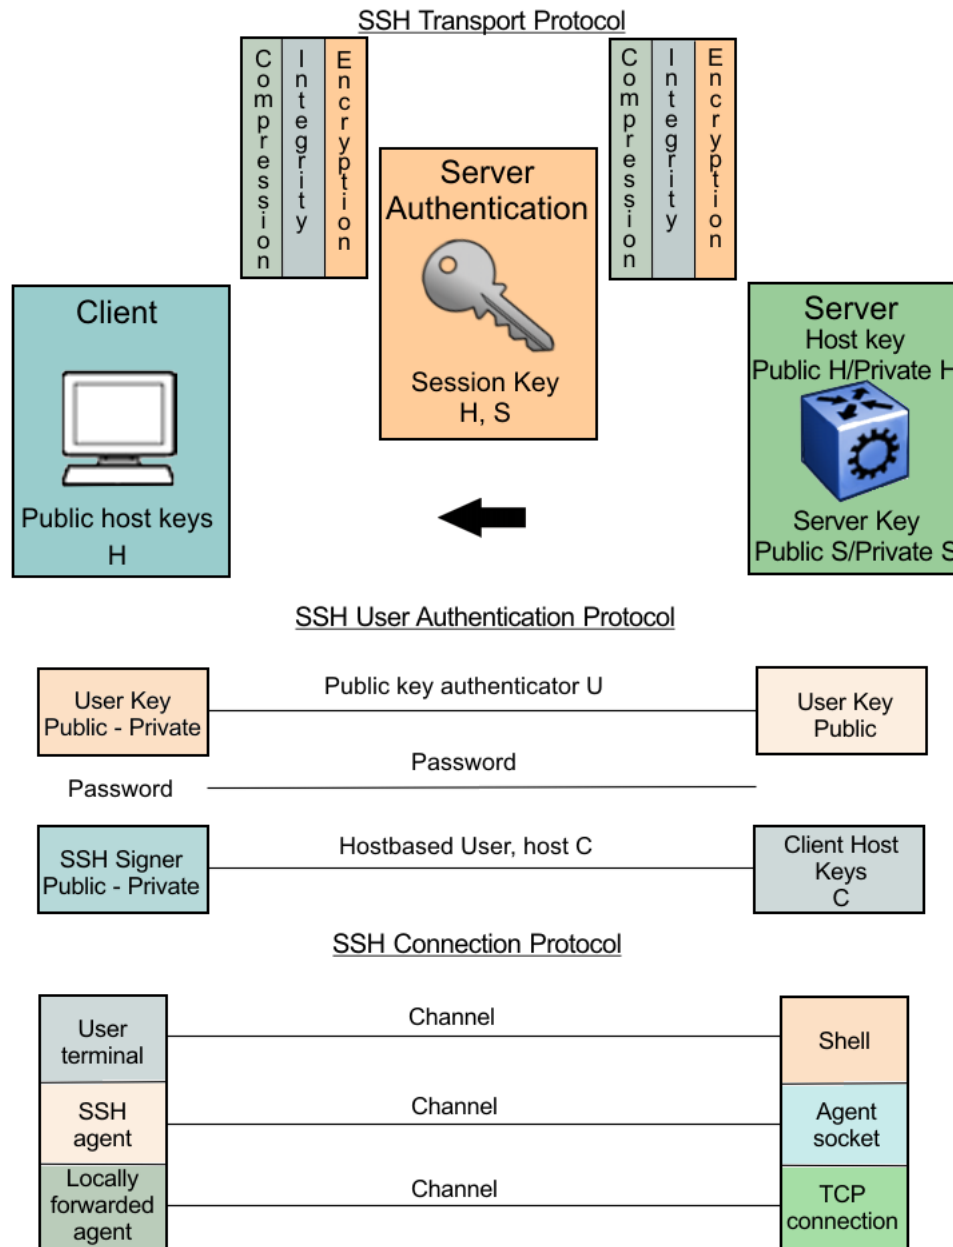 SSH Transport Protocol
Compression
Integrity
Encryption
Compression
Integrity
Encryption
Server
Authentication
Session Key
H, S
Client
Public host keys
H
Server
Host key
Public H/Private H
Server Key
Public S/Private S
SSH User Authentication Protocol
User Key
Public - Private
Public key authenticator U
User Key
Public
Password
Password
SSH Signer
Public - Private
Hostbased User, host C
Client Host
Keys
C
SSH Connection Protocol
User
terminal
Channel
Shell
SSH
agent
Channel
Agent
socket
Locally
forwarded
agent
Channel
TCP
connection